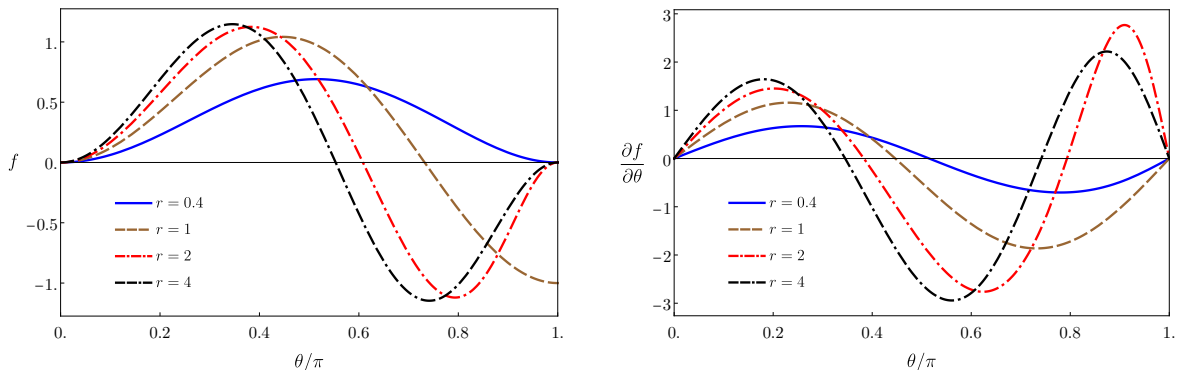 1.
0.5
0.
−0.5
−1.
f
r = 0.4
r = 1
r = 2
r = 4
0. 0.2 0.4 0.6 0.8 1.
θ/π
3
2
1
0
−1
−2
−3
∂f
∂θ
r = 0.4
r = 1
r = 2
r = 4
0. 0.2 0.4 0.6 0.8 1.
θ/π